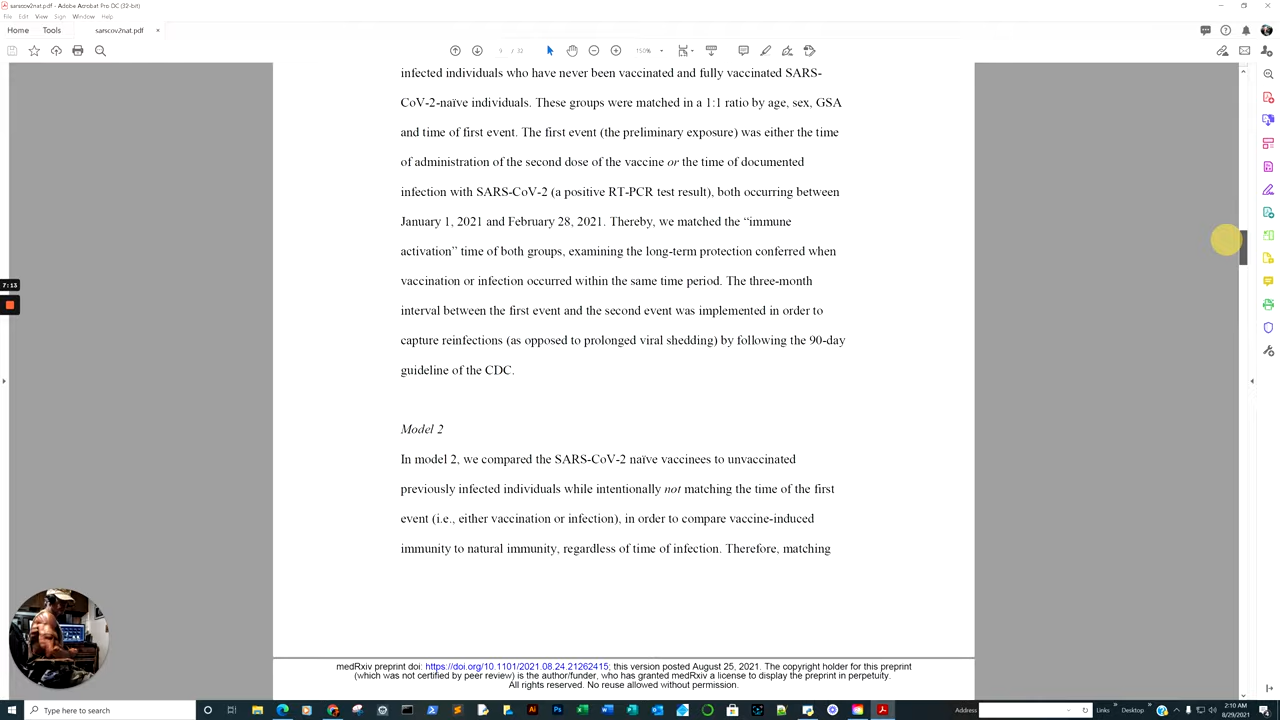 sarscov2nat.pdf - Adobe Acrobat Pro DC (32-bit)
File Edit View Sign Window Help
Home Tools sarscov2nat.pdf ×
9 / 32 150%
infected individuals who have never been vaccinated and fully vaccinated SARS-
CoV-2-naïve individuals. These groups were matched in a 1:1 ratio by age, sex, GSA
and time of first event. The first event (the preliminary exposure) was either the time
of administration of the second dose of the vaccine or the time of documented
infection with SARS-CoV-2 (a positive RT-PCR test result), both occurring between
January 1, 2021 and February 28, 2021. Thereby, we matched the “immune
activation” time of both groups, examining the long-term protection conferred when
vaccination or infection occurred within the same time period. The three-month
interval between the first event and the second event was implemented in order to
capture reinfections (as opposed to prolonged viral shedding) by following the 90-day
guideline of the CDC.
7:13
Model 2
In model 2, we compared the SARS-CoV-2 naïve vaccinees to unvaccinated
previously infected individuals while intentionally not matching the time of the first
event (i.e., either vaccination or infection), in order to compare vaccine-induced
immunity to natural immunity, regardless of time of infection. Therefore, matching
medRxiv preprint doi: https://doi.org/10.1101/2021.08.24.21262415; this version posted August 25, 2021. The copyright holder for this preprint
(which was not certified by peer review) is the author/funder, who has granted medRxiv a license to display the preprint in perpetuity.
All rights reserved. No reuse allowed without permission.
Type here to search
Address Links » Desktop »
2:10 AM
8/29/2021